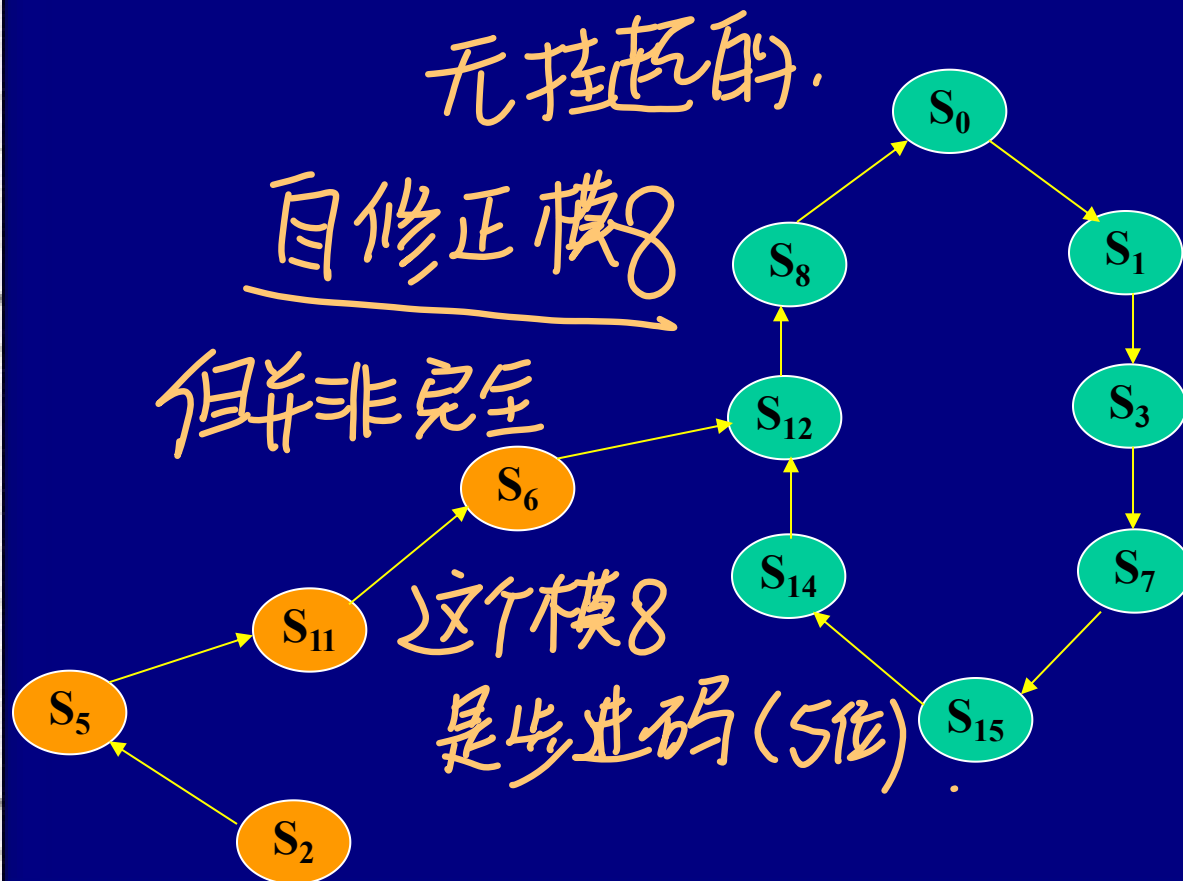 无挂起的.
S₀
自修正模8
S₈
S₁
但并非完全
S₁₂
S₃
S₆
S₁₄
S₇
S₁₁
这个模8
S₅
是步进码(5位).
S₁₅
S₂